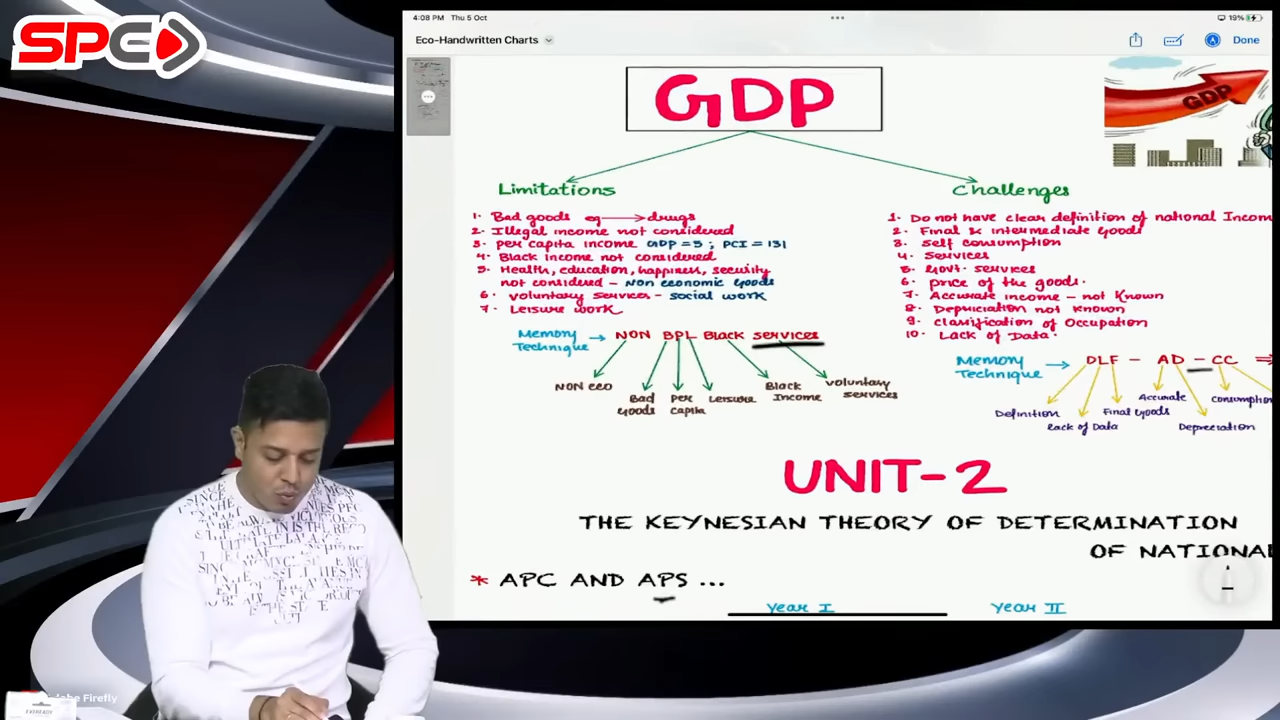 SPED
4:08 PM Thu 5 Oct
19%
Eco-Handwritten Charts
Done
GDP
GDP
Limitations
1. Bad goods eg → drugs
2. Illegal income not considered
3. Per capita income GDP = 5 ; PCI = 131
4. Black income not considered
5. Health, education, happiness, security
not considered - Non economic Goods
6. voluntary services - social work
7. Leisure work
Memory
Technique → NON BPL Black services
NON eco
Bad
Goods
Per
capita
Leisure
Black
Income
voluntary
services
Challenges
1. Do not have clear definition of national Incom
2. Final & intermediate Goods
3. Self consumption
4. Services
5. Govt. services
6. price of the goods.
7. Accurate income - not Known
8. Depriciation not known
9. Clasification of Occupation
10. Lack of Data.
Memory
Technique → DLF - AD - CC ⇒
Definition
Lack of Data
Final Goods
Accurate
Depreciation
Consumption
UNIT-2
THE KEYNESIAN THEORY OF DETERMINATION
OF NATIONA
* APC AND APS ...
Year I
Year II
Adobe Firefly
EVEREADY